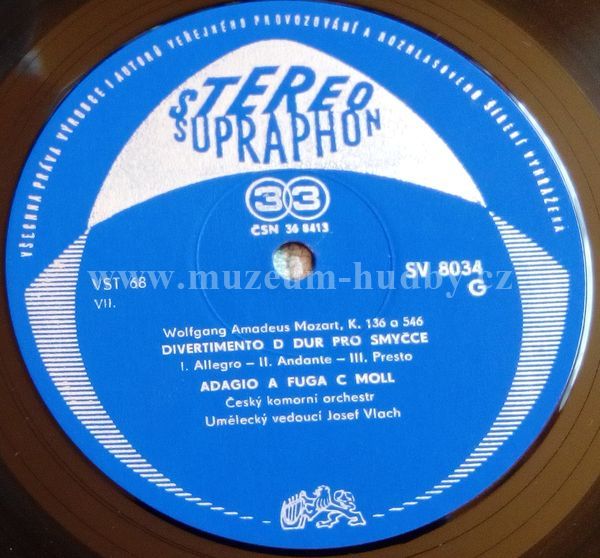 VŠECHNA PRÁVA VÝROBCE I AUTORŮ VEŘEJNÉHO PROVOZOVÁNÍ A ROZHLASOVÉHO ŠÍŘENÍ VYHRAŽENA
STEREO
SUPRAPHON
33
ČSN 36 8413
www.muzeum-hudby.cz
VST 68
SV 8034
VII.
G
Wolfgang Amadeus Mozart, K. 136 a 546
DIVERTIMENTO D DUR PRO SMYČCE
I. Allegro – II. Andante – III. Presto
ADAGIO A FUGA C MOLL
Český komorní orchestr
Umělecký vedoucí Josef Vlach